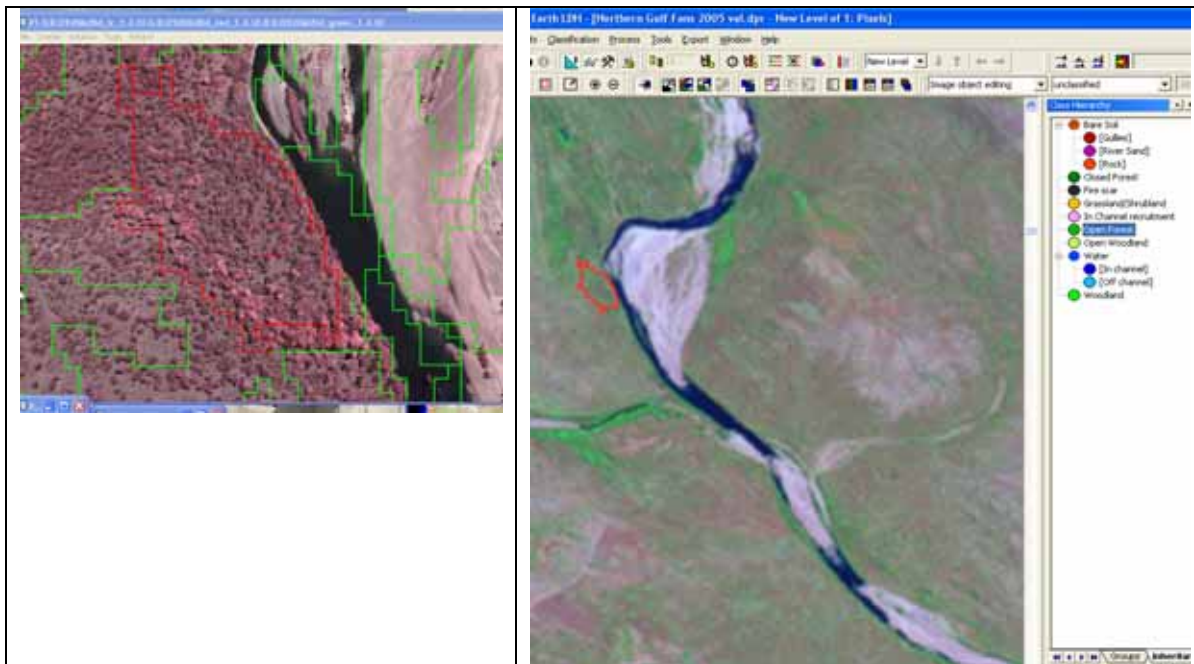 Earth LDH - [Northern Gulf Fans 2005 vul.dpr - New Level of 1: Pixels]
Classification Process Tools Export Window Help
New Level
Image object editing
unclassified
Class Hierarchy
Bare Soil
[Gullies]
[River Sand]
[Rock]
Closed Forest
Fire scar
Grassland/Shrubland
In Channel recruitment
Open Forest
Open Woodland
Water
[In channel]
[Off channel]
Woodland
Groups